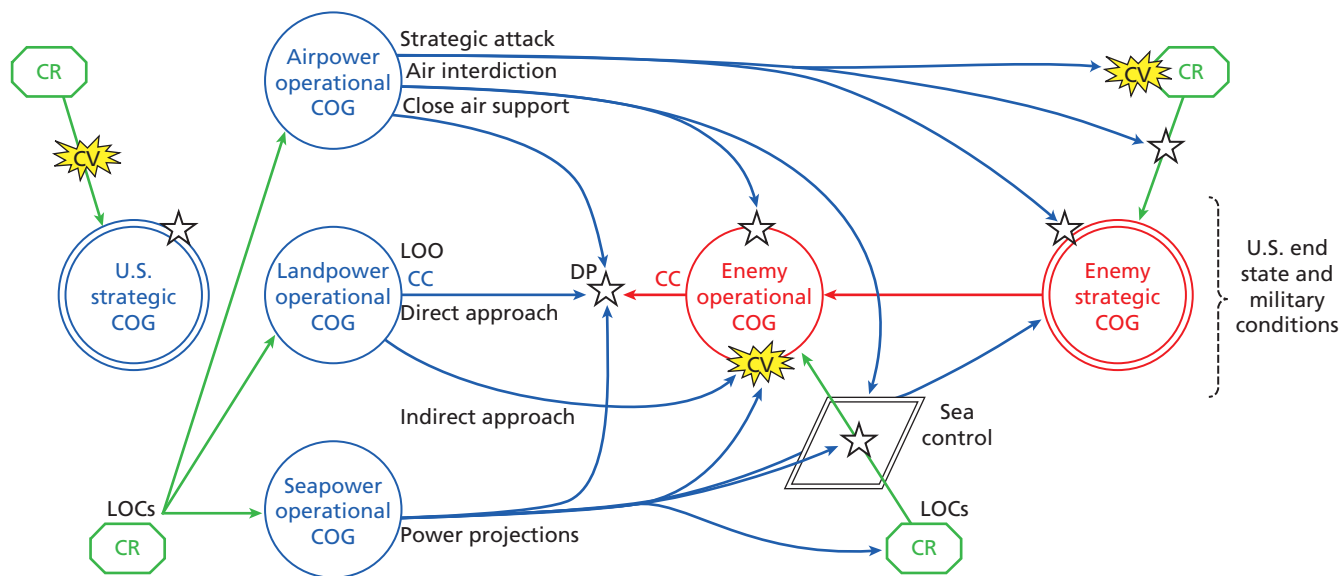 CR
CV
U.S.
strategic
COG
LOCs
CR
Airpower
operational
COG
Strategic attack
Air interdiction
Close air support
Landpower
operational
COG
LOO
CC
Direct approach
Indirect approach
Seapower
operational
COG
Power projections
DP
CC
Enemy
operational
COG
CV
Sea
control
LOCs
CR
CV
CR
Enemy
strategic
COG
U.S. end
state and
military
conditions